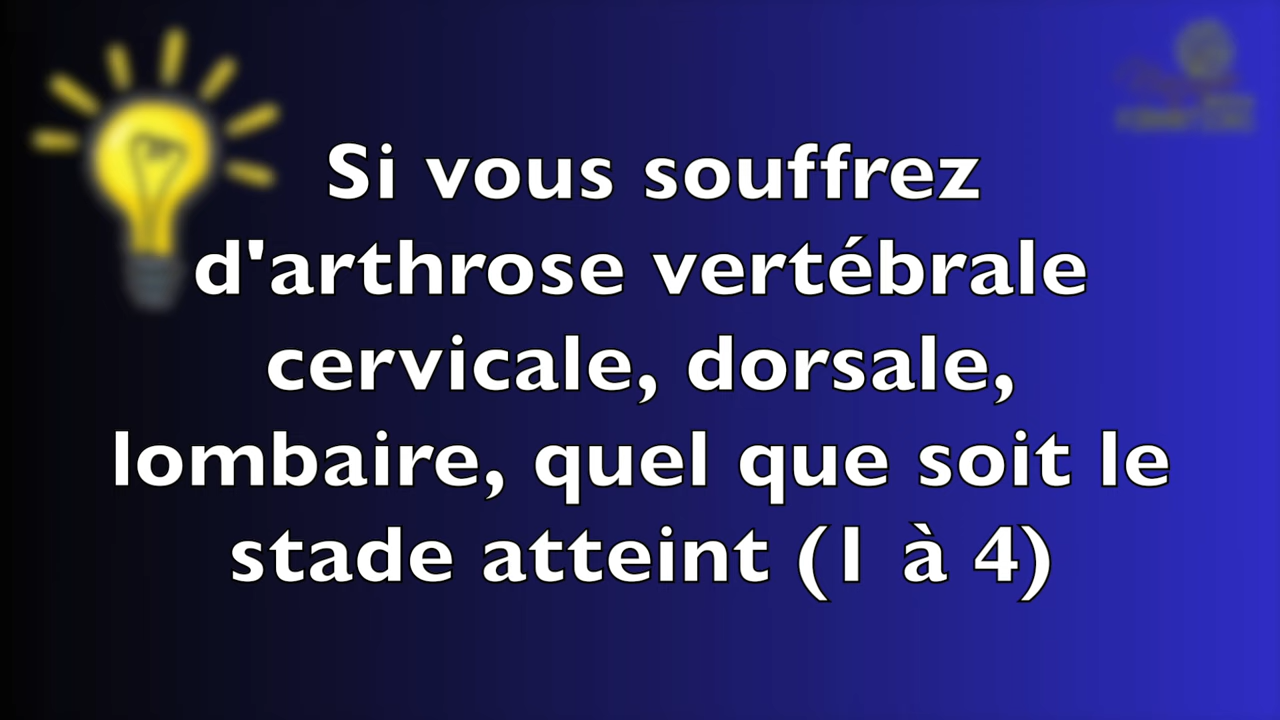 Si vous souffrez
d'arthrose vertébrale
cervicale, dorsale,
lombaire, quel que soit le
stade atteint (1 à 4)